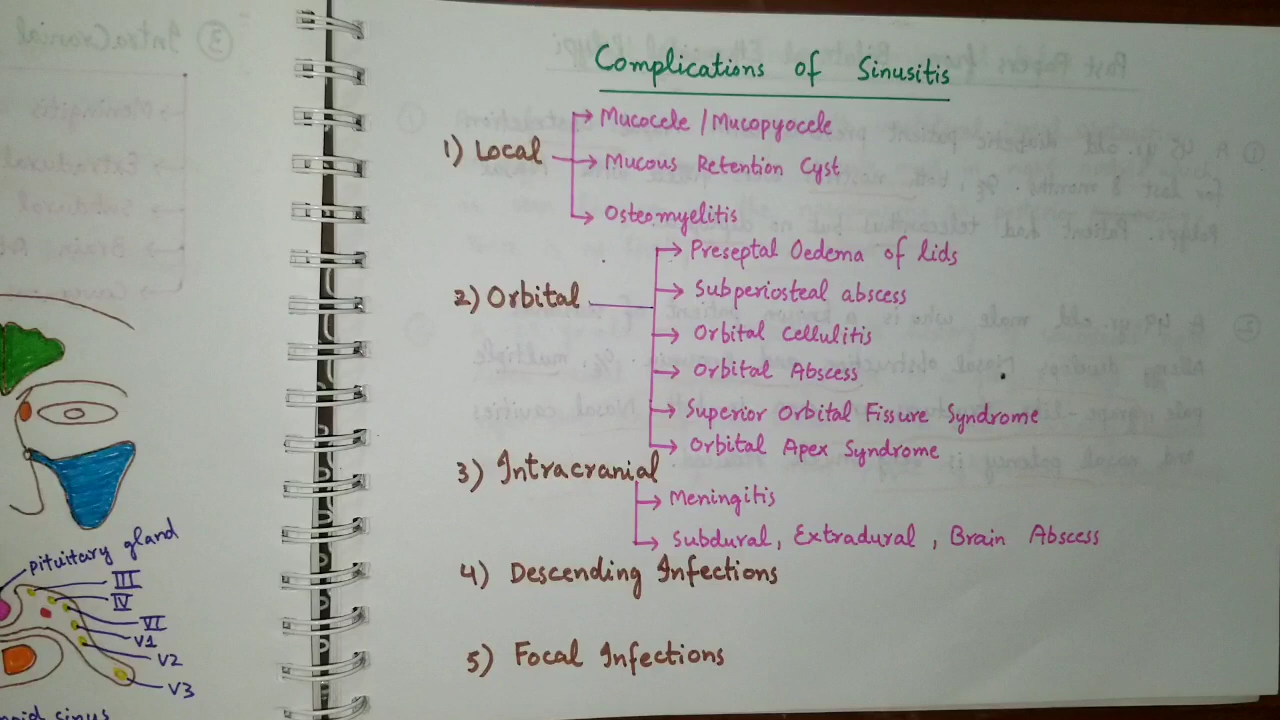 Complications of Sinusitis
1) Local → Mucocele / Mucopyocele
→ Mucous Retention Cyst
→ Osteomyelitis
2) Orbital → Preseptal Oedema of lids
→ Subperiosteal abscess
→ Orbital Cellulitis
→ Orbital Abscess
→ Superior Orbital Fissure Syndrome
→ Orbital Apex Syndrome
3) Intracranial
→ Meningitis
→ Subdural, Extradural, Brain Abscess
4) Descending Infections
5) Focal Infections
pituitary gland
III
IV
VI
V1
V2
V3
sinus